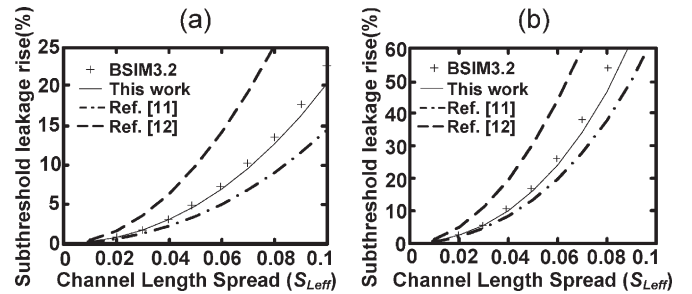 (a)
Subthreshold leakage rise(%)
25
20
15
10
5
0
BSIM3.2
This work
Ref. [11]
Ref. [12]
0 0.02 0.04 0.06 0.08 0.1
Channel Length Spread (SLeff)
(b)
Subthreshold leakage rise(%)
60
50
40
30
20
10
0
BSIM3.2
This work
Ref. [11]
Ref. [12]
0 0.02 0.04 0.06 0.08 0.1
Channel Length Spread (SLeff)